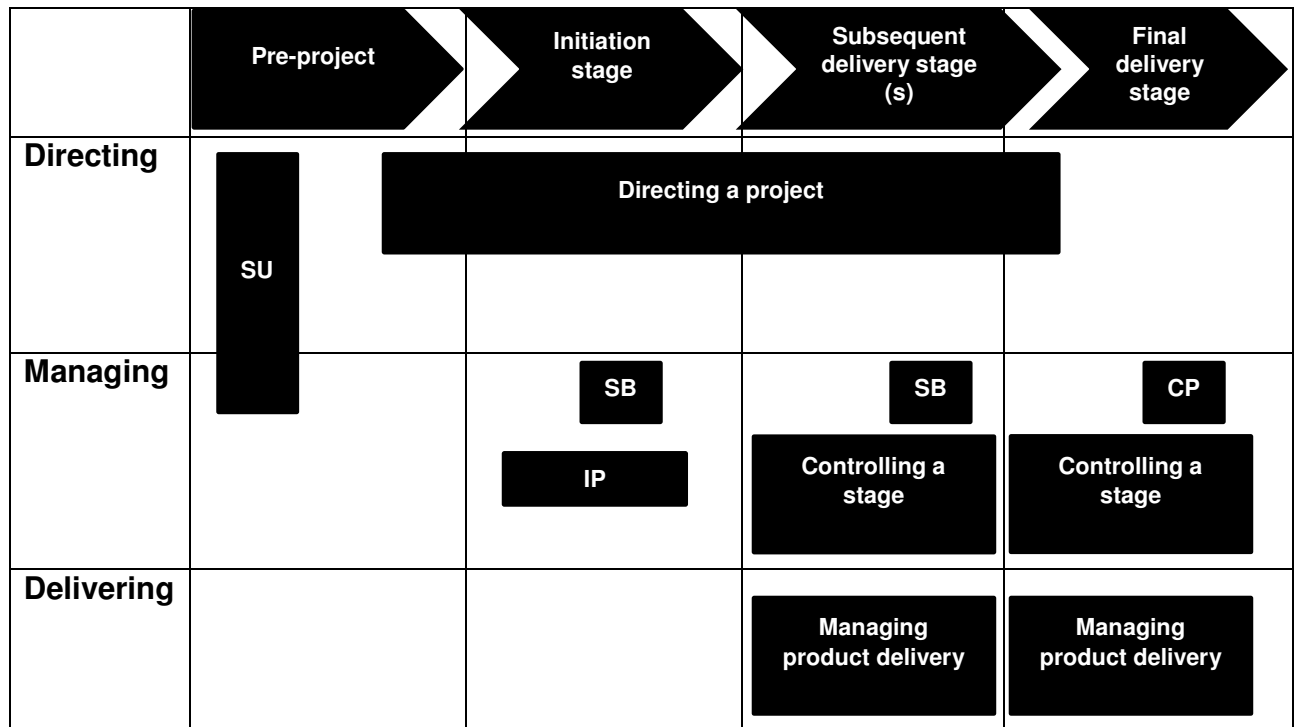 Pre-project
Initiation
stage
Subsequent
delivery stage
(s)
Final
delivery
stage
Directing
Directing a project
SU
Managing
SB
SB
CP
IP
Controlling a
stage
Controlling a
stage
Delivering
Managing
product delivery
Managing
product delivery